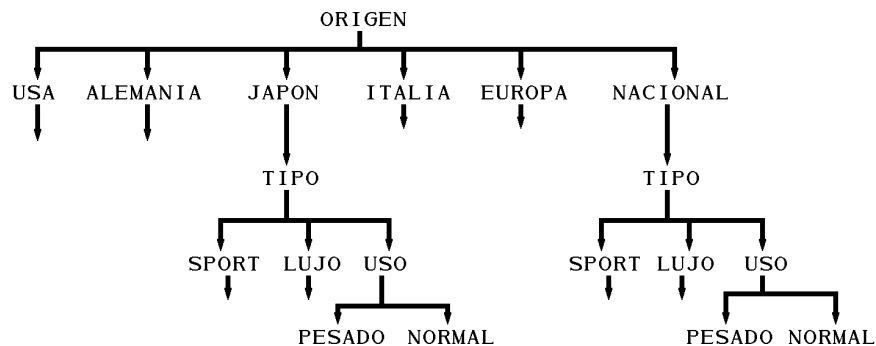 ORIGEN
USA ALEMANIA JAPON ITALIA EUROPA NACIONAL
TIPO TIPO
SPORT LUJO USO SPORT LUJO USO
PESADO NORMAL PESADO NORMAL